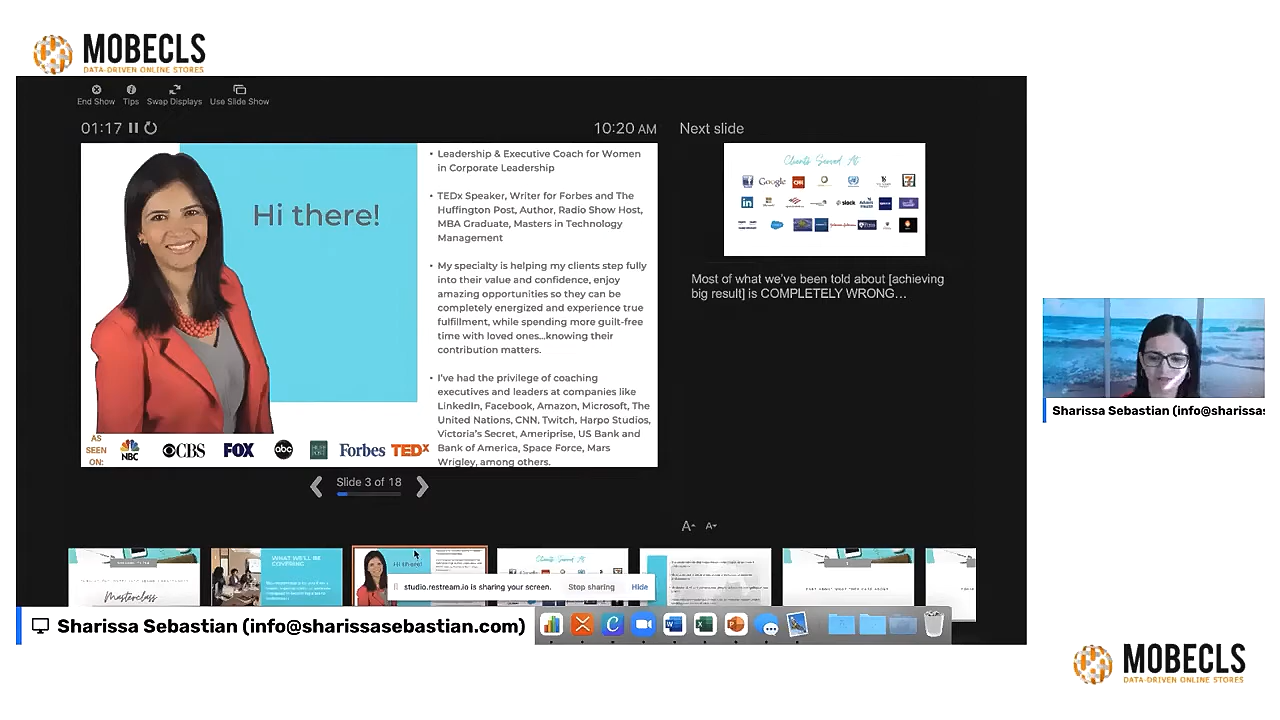 MOBECLS
DATA-DRIVEN ONLINE STORES
End Show
Tips
Swap Displays
Use Slide Show
01:17
10:20 AM
Next slide
Hi there!
• Leadership & Executive Coach for Women
in Corporate Leadership
• TEDx Speaker, Writer for Forbes and The
Huffington Post, Author, Radio Show Host,
MBA Graduate, Masters in Technology
Management
• My specialty is helping my clients step fully
into their value and confidence, enjoy
amazing opportunities so they can be
completely energized and experience true
fulfillment, while spending more guilt-free
time with loved ones...knowing their
contribution matters.
• I've had the privilege of coaching
executives and leaders at companies like
LinkedIn, Facebook, Amazon, Microsoft, The
United Nations, CNN, Twitch, Harpo Studios,
Victoria's Secret, Ameriprise, US Bank and
Bank of America, Space Force, Mars
Wrigley, among others.
AS
SEEN
ON:
NBC
CBS
FOX
abc
Forbes
TEDx
Clients Served At
Google
CNN
slack
Most of what we've been told about [achieving
big result] is COMPLETELY WRONG...
Slide 3 of 18
A
A
Masterclass
WHAT WE'LL BE
COVERING
Hi there!
Clients Served At
studio.restream.io is sharing your screen.
Stop sharing
Hide
Sharissa Sebastian (info@sharissasebastian.com)
Sharissa Sebastian (info@sharissas
MOBECLS
DATA-DRIVEN ONLINE STORES